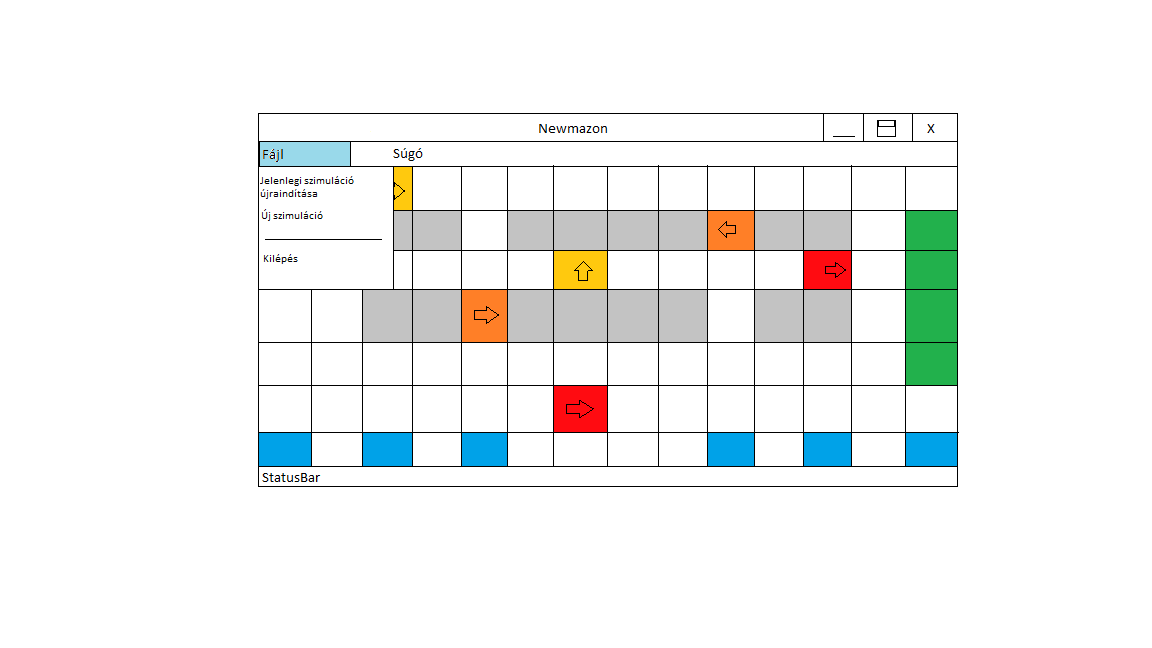 Newmazon
X
Fájl
Súgó
Jelenlegi szimuláció
újraindítása
Új szimuláció
Kilépés
StatusBar